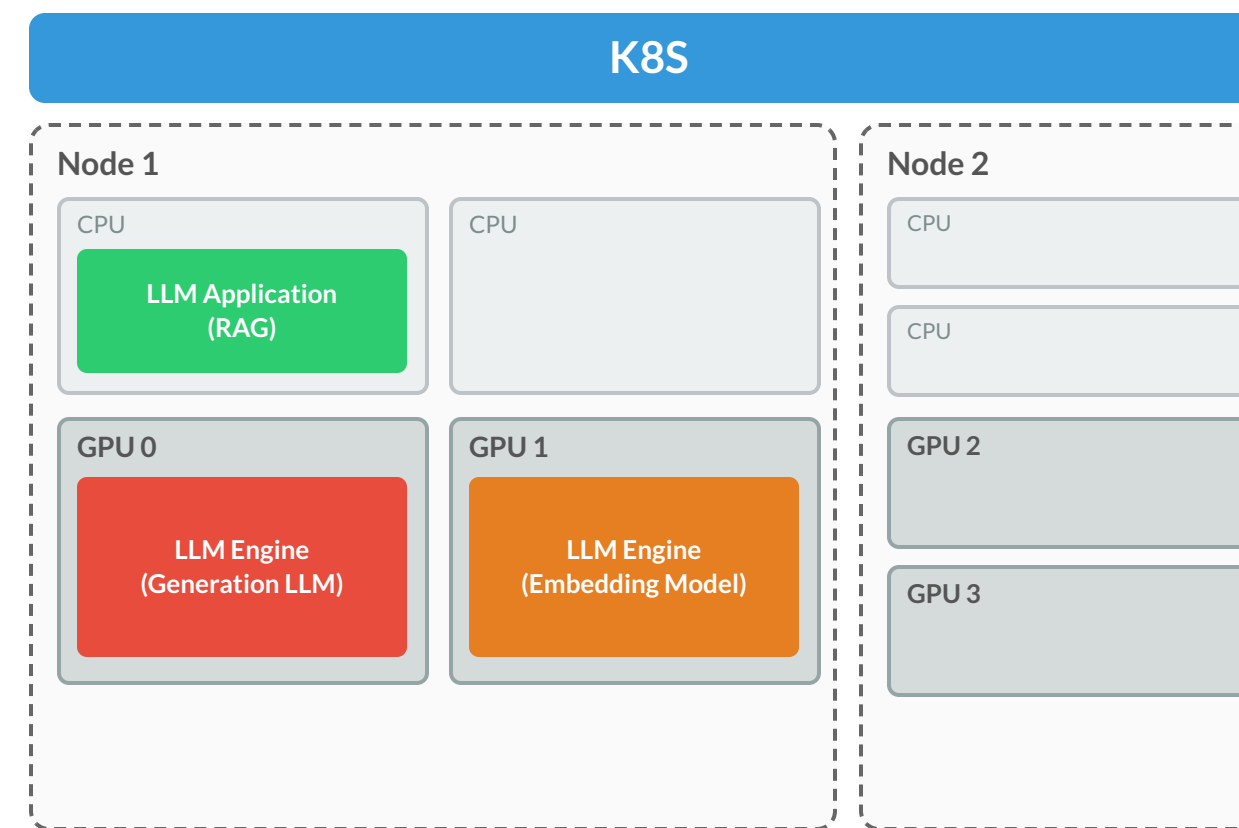 K8S
Node 1
CPU
LLM Application
(RAG)
CPU
GPU 0
LLM Engine
(Generation LLM)
GPU 1
LLM Engine
(Embedding Model)
Node 2
CPU
CPU
GPU 2
GPU 3